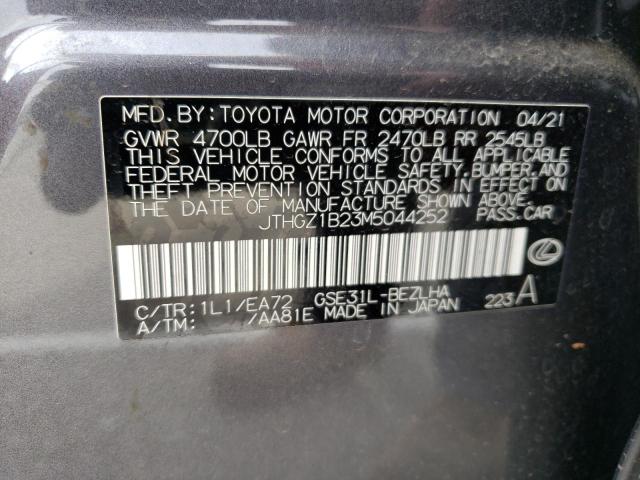 MFD. BY: TOYOTA MOTOR CORPORATION 04/21
GVWR 4700LB GAWR FR 2470LB RR 2545LB
THIS VEHICLE CONFORMS TO ALL APPLICABLE
FEDERAL MOTOR VEHICLE SAFETY, BUMPER, AND
THEFT PREVENTION STANDARDS IN EFFECT ON
THE DATE OF MANUFACTURE SHOWN ABOVE.
JTHGZ1B23M5044252 PASS. CAR
C/TR: 1L1/EA72 GSE31L-BEZLHA 223A
A/TM: /AA81E MADE IN JAPAN